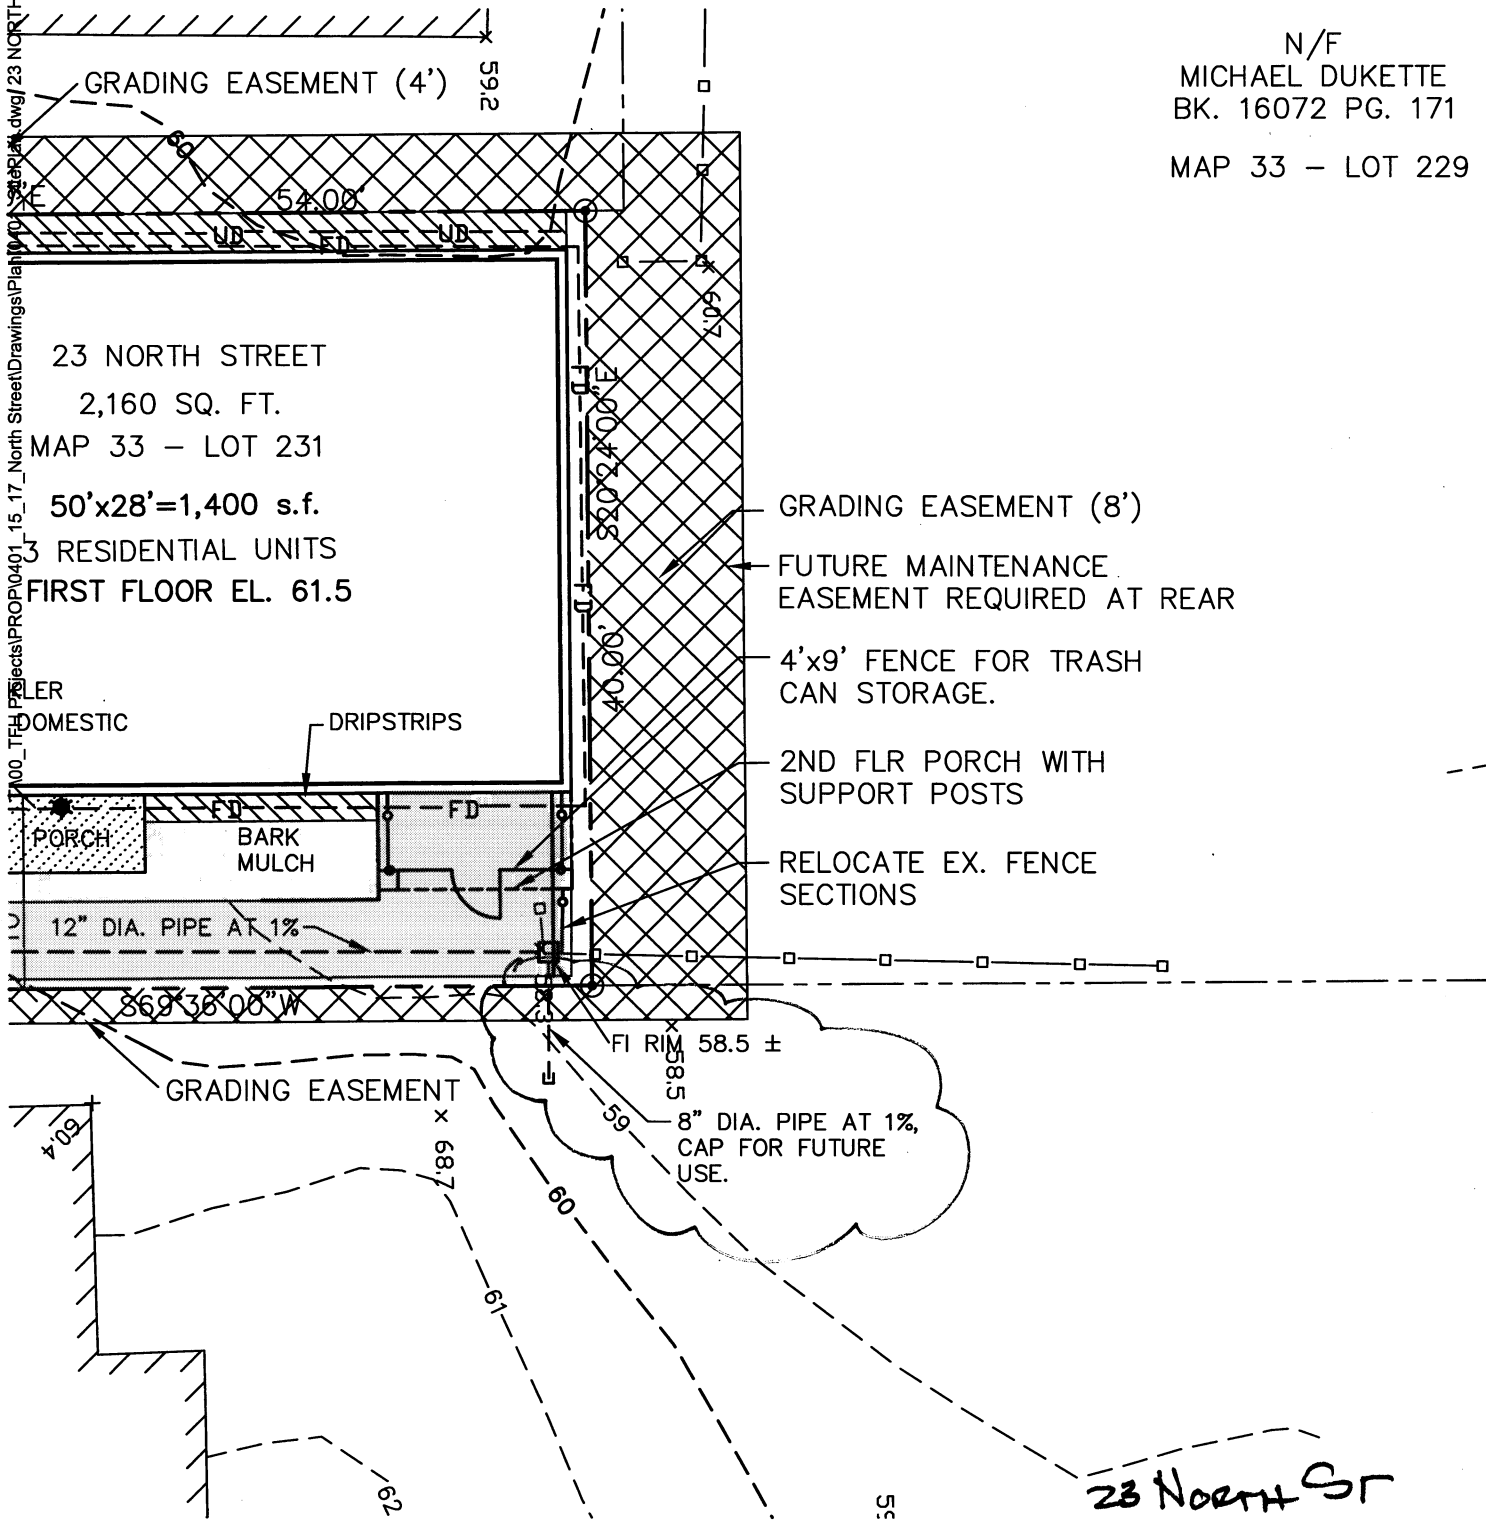 N/F
MICHAEL DUKETTE
BK. 16072 PG. 171
MAP 33 – LOT 229
GRADING EASEMENT (4')
59.2
60
"E
54.00'
UD
FD
UD
60.7
23 NORTH STREET
2,160 SQ. FT.
MAP 33 – LOT 231
50'x28'=1,400 s.f.
3 RESIDENTIAL UNITS
FIRST FLOOR EL. 61.5
FD
S20°24'00"E
FD
40.00'
GRADING EASEMENT (8')
FUTURE MAINTENANCE
EASEMENT REQUIRED AT REAR
4'x9' FENCE FOR TRASH
CAN STORAGE.
2ND FLR PORCH WITH
SUPPORT POSTS
RELOCATE EX. FENCE
SECTIONS
DOMESTIC
DRIPSTRIPS
FD
FD
PORCH
BARK
MULCH
12" DIA. PIPE AT 1%
S69°36'00"W
FI RIM 58.5 ±
58.5
GRADING EASEMENT
60.4
68.7
59
8" DIA. PIPE AT 1%,
CAP FOR FUTURE
USE.
60
61
62
23 NORTH ST